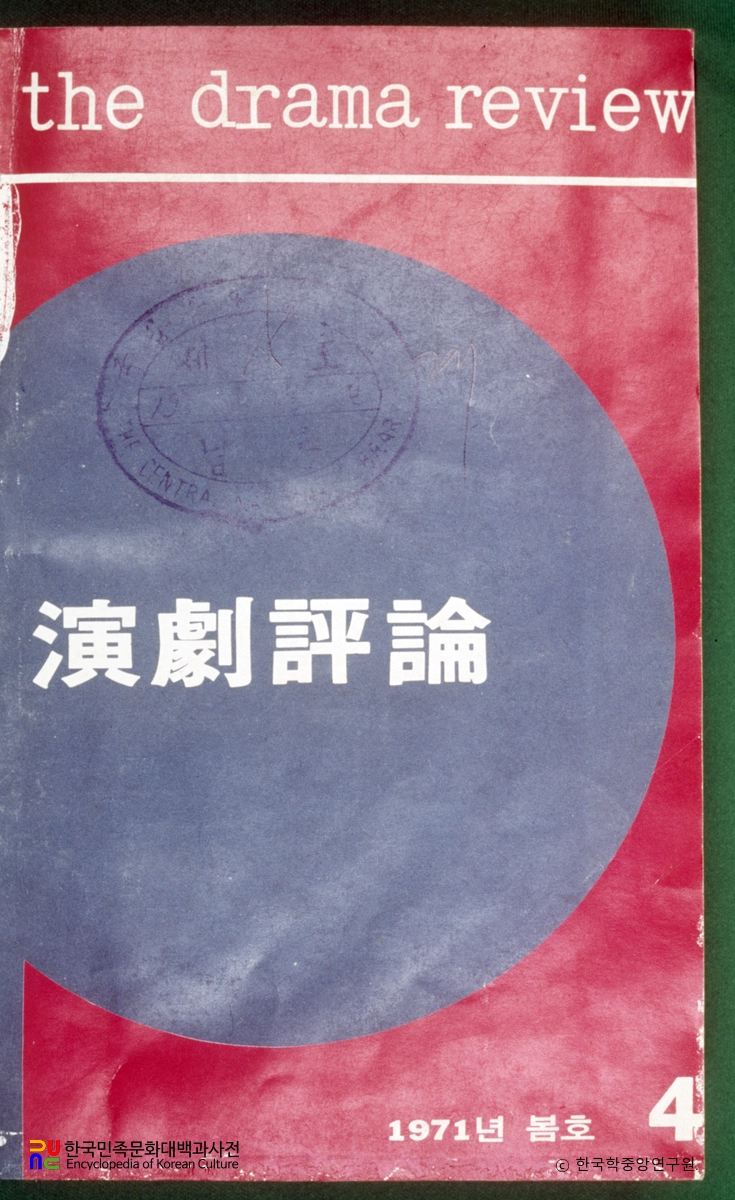 the drama review
THE CENTRA
演劇評論
1971년 봄호
4
한국민족문화대백과사전
Encyclopedia of Korean Culture
© 한국학중앙연구원